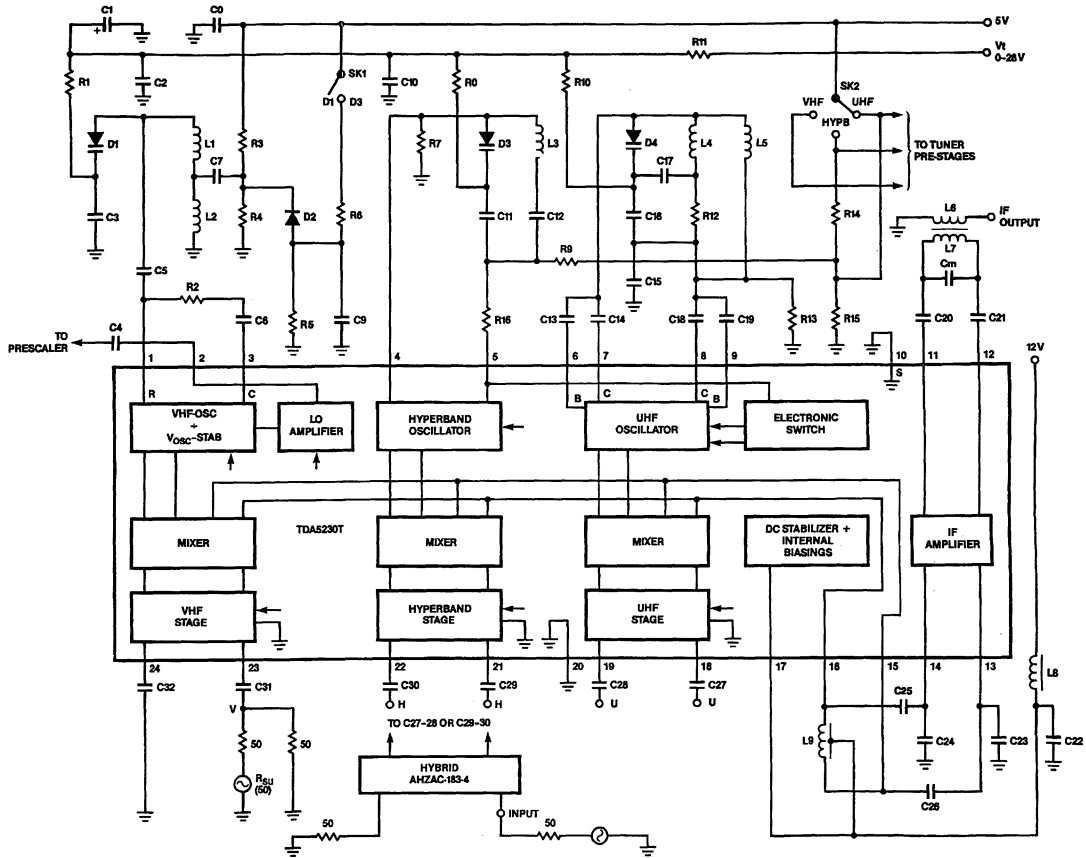 C1
C0
5V
+
R11
Vt
0–28V
R1
C2
SK1
C10
R0
R10
SK2
D1
D3
VHF
UHF
HYPB
D1
L1
R3
R7
D3
L3
D4
L4
L5
TO TUNER
PRE-STAGES
C7
C17
C3
L2
R4
D2
R6
C11
C12
C16
R12
R14
L6
IF
OUTPUT
L7
C5
R9
Cm
R2
C15
C6
R5
C9
R16
C13
C14
C18
C19
R13
R15
C20
C21
TO
PRESCALER
C4
12V
1
2
3
4
5
6
7
8
9
10
11
12
S
R
C
B
C
C
B
VHF-OSC
÷
VOSC-STAB
LO
AMPLIFIER
HYPERBAND
OSCILLATOR
UHF
OSCILLATOR
ELECTRONIC
SWITCH
TDA5230T
MIXER
MIXER
MIXER
DC STABILIZER +
INTERNAL
BIASINGS
IF
AMPLIFIER
VHF
STAGE
HYPERBAND
STAGE
UHF
STAGE
24
23
22
21
20
19
18
17
16
15
14
13
L8
C32
C31
C30
C29
C28
C27
C25
V
H
H
U
U
TO C27-28 OR C29-30
50
50
L9
C24
C23
C22
RSU
(50)
HYBRID
AHZAC-183-4
C26
INPUT
50
50